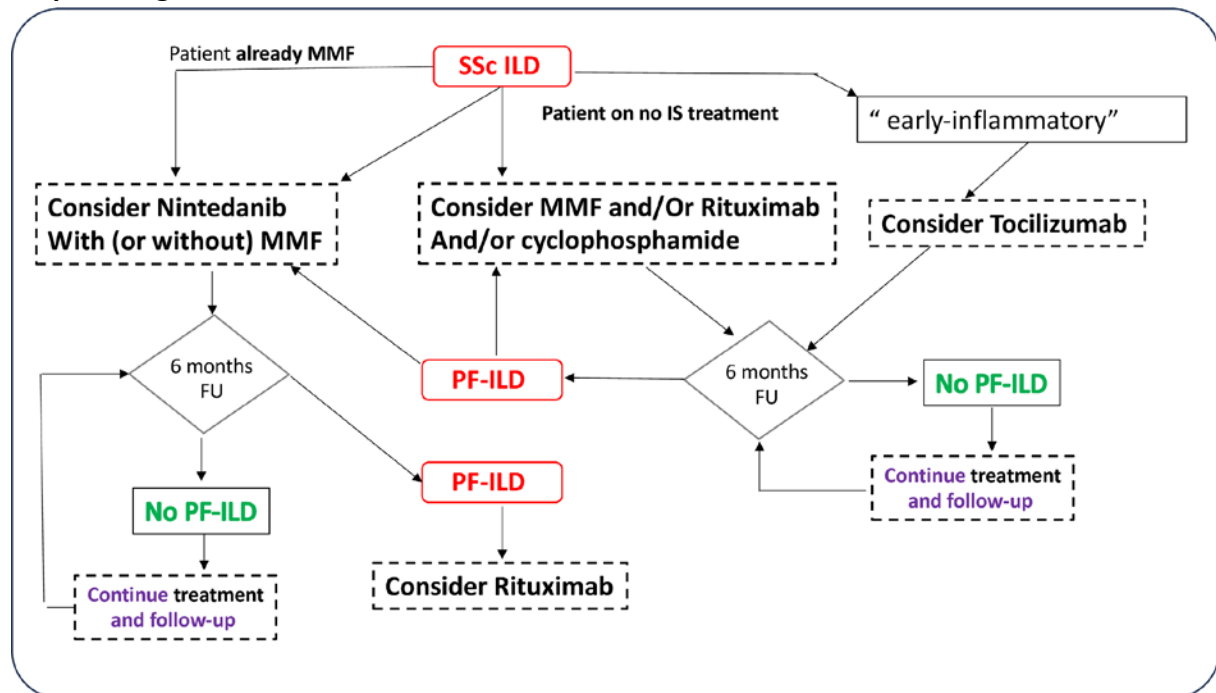 Patient already MMF
SSc ILD
Patient on no IS treatment
“ early-inflammatory”
Consider Nintedanib
With (or without) MMF
Consider MMF and/Or Rituximab
And/or cyclophosphamide
Consider Tocilizumab
6 months
FU
PF-ILD
6 months
FU
No PF-ILD
PF-ILD
Continue treatment
and follow-up
No PF-ILD
Consider Rituximab
Continue treatment
and follow-up